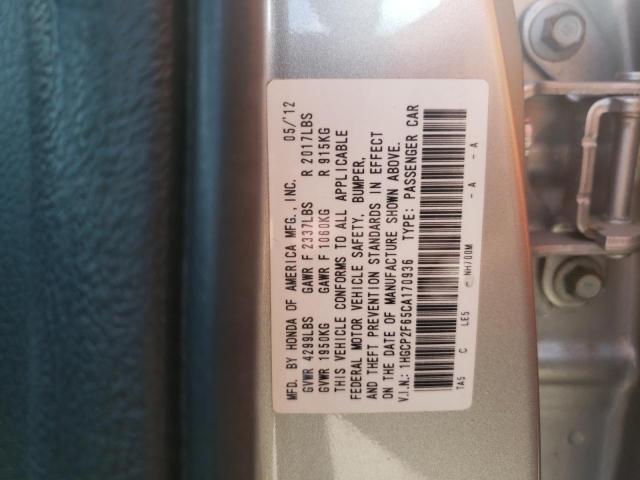 MFD. BY HONDA OF AMERICA MFG., INC. 05/'12
GVWR 4299LBS GAWR F 2337LBS R 2017LBS
GVWR 1950KG GAWR F 1060KG R 915KG
THIS VEHICLE CONFORMS TO ALL APPLICABLE
FEDERAL MOTOR VEHICLE SAFETY, BUMPER,
AND THEFT PREVENTION STANDARDS IN EFFECT
ON THE DATE OF MANUFACTURE SHOWN ABOVE.
V.I.N.: 1HGCP2F65CA170936 TYPE: PASSENGER CAR
TA5 C LE5 NH700M - A - A